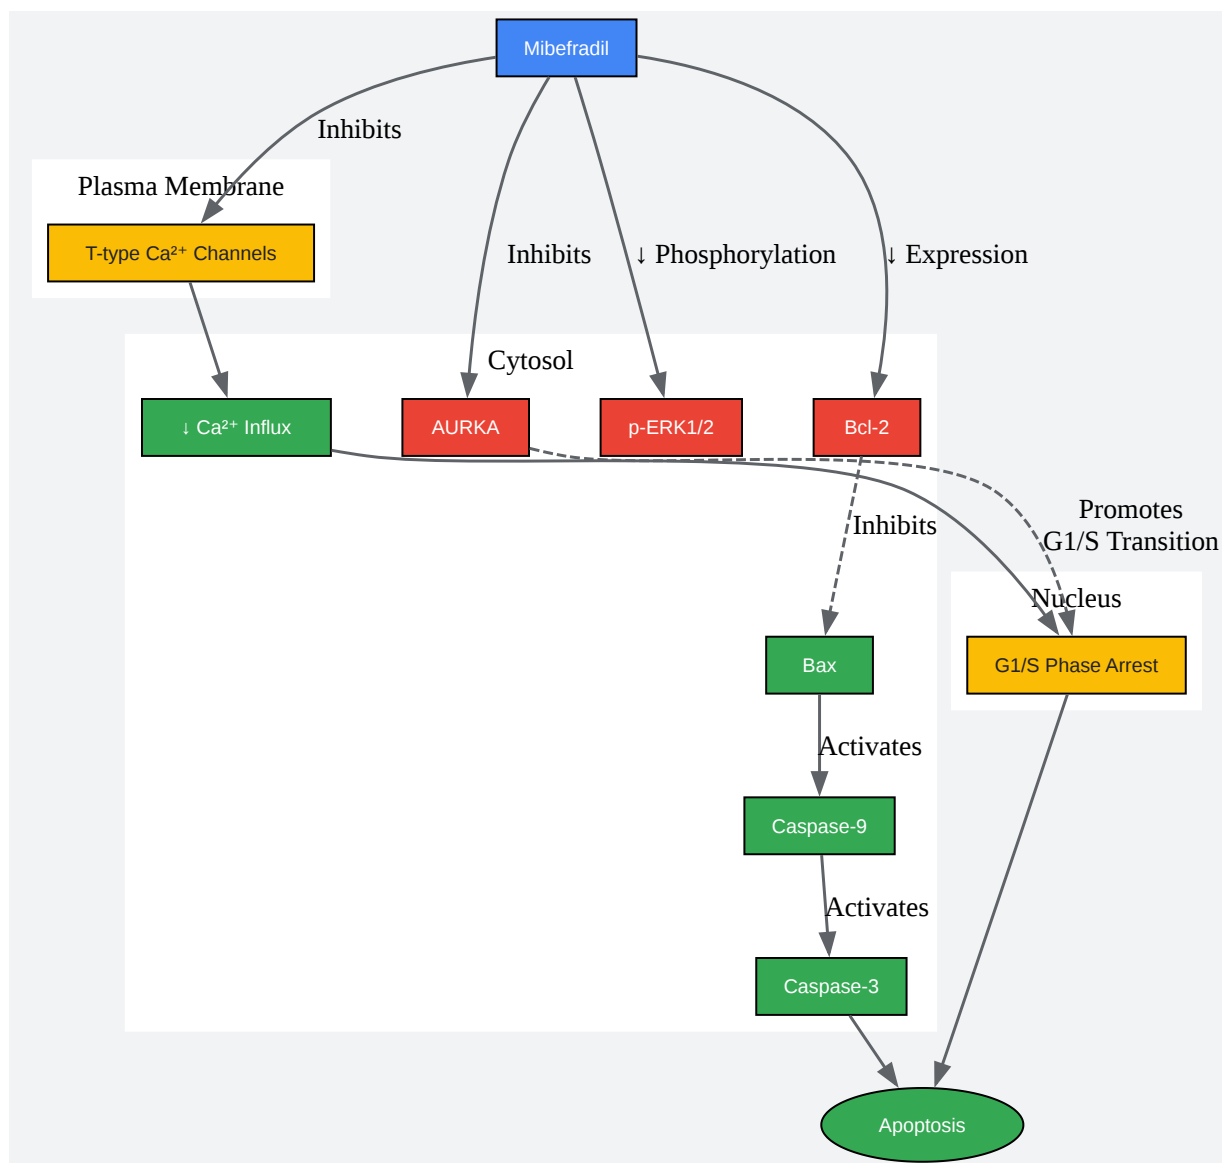 Mibefradil
Inhibits
Plasma Membrane
T-type Ca²⁺ Channels
Inhibits
↓ Phosphorylation
↓ Expression
Cytosol
↓ Ca²⁺ Influx
AURKA
p-ERK1/2
Bcl-2
Inhibits
Promotes
G1/S Transition
Nucleus
Bax
G1/S Phase Arrest
Activates
Caspase-9
Activates
Caspase-3
Apoptosis